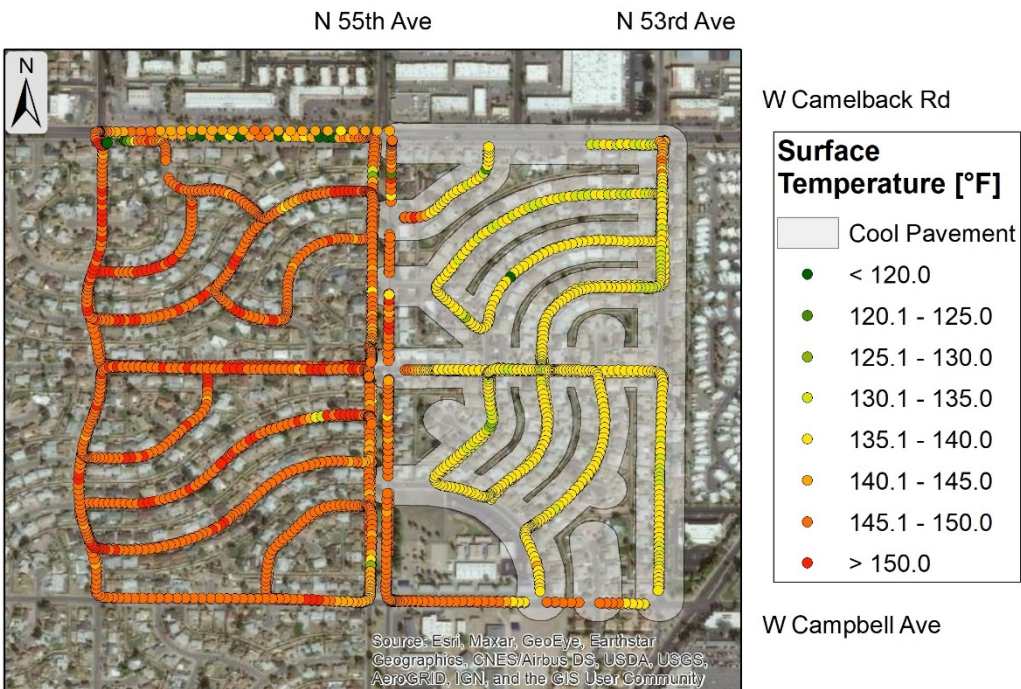 N 55th Ave
N 53rd Ave
N
W Camelback Rd
Surface
Temperature [°F]
Cool Pavement
< 120.0
120.1 - 125.0
125.1 - 130.0
130.1 - 135.0
135.1 - 140.0
140.1 - 145.0
145.1 - 150.0
> 150.0
W Campbell Ave
Source: Esri, Maxar, GeoEye, Earthstar
Geographics, CNES/Airbus DS, USDA, USGS,
AeroGRID, IGN, and the GIS User Community